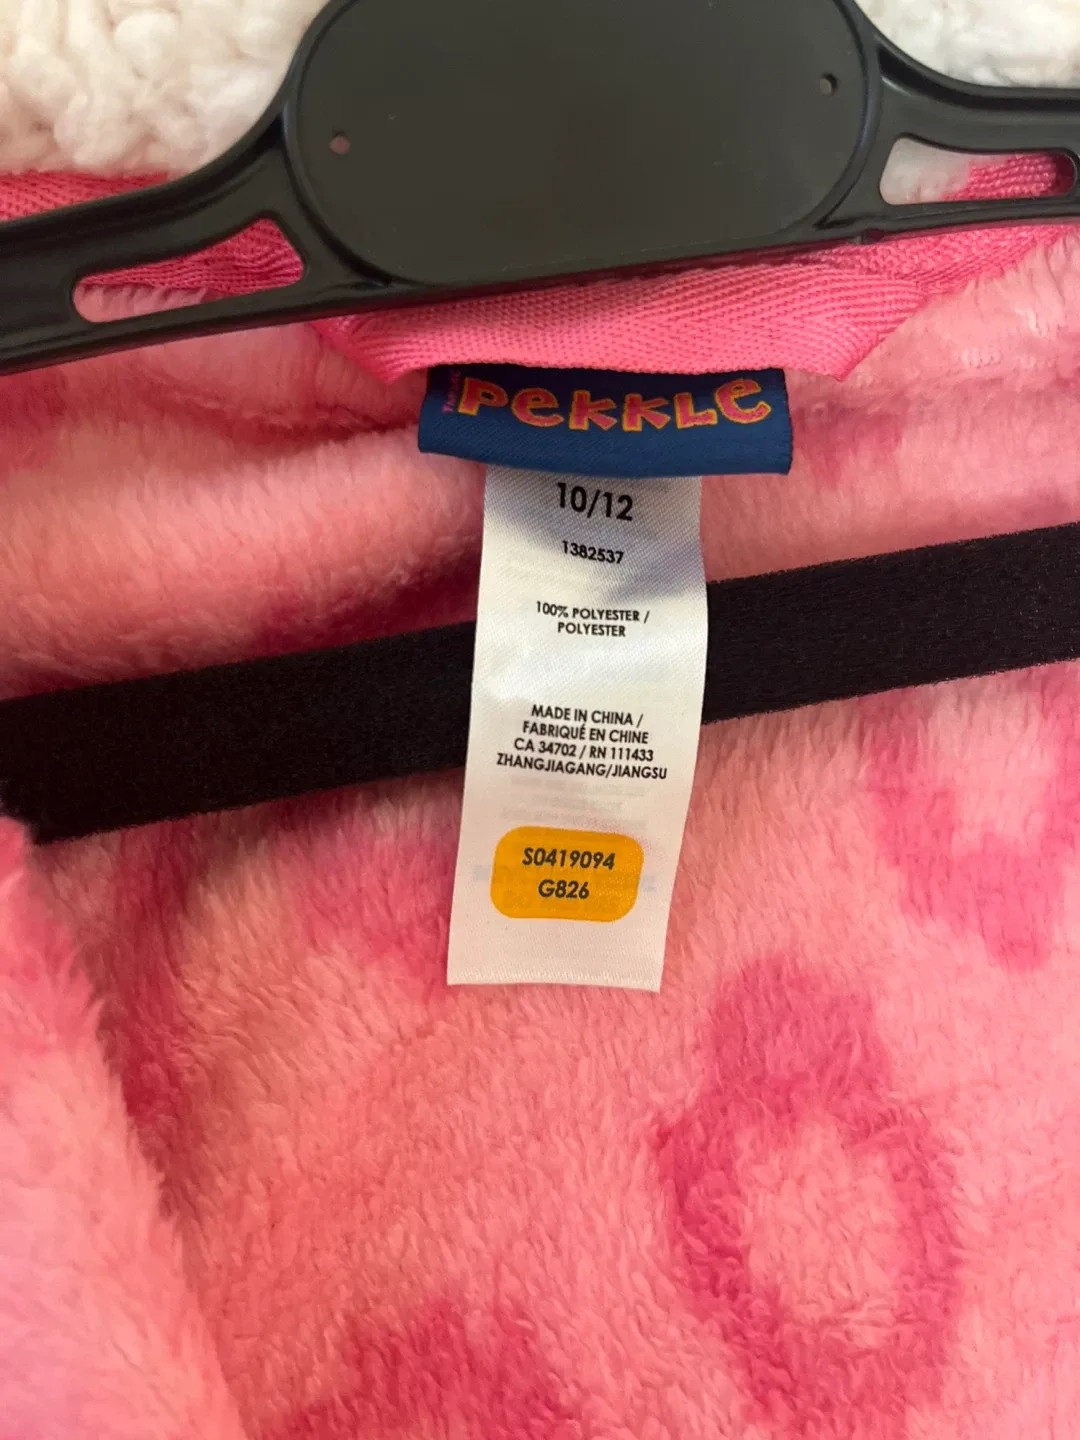 Pekkle
10/12
1382537
100% POLYESTER /
POLYESTER
MADE IN CHINA /
FABRIQUÉ EN CHINE
CA 34702 / RN 111433
ZHANGJIAGANG/JIANGSU
S0419094
G826